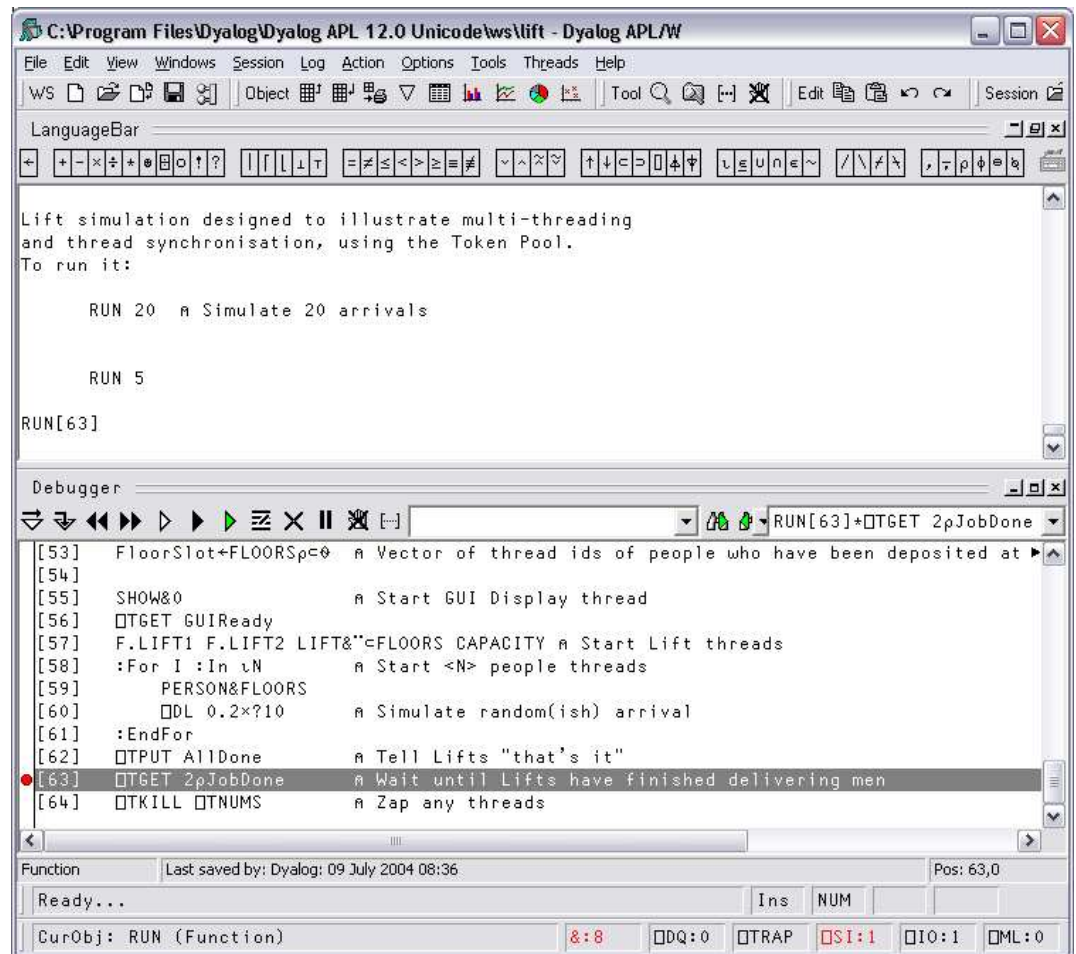 C:\Program Files\Dyalog\Dyalog APL 12.0 Unicode\ws\lift - Dyalog APL/W
File Edit View Windows Session Log Action Options Tools Threads Help
WS Object Tool Edit Session
LanguageBar
← + - × ÷ * ⍟ ⌹ ○ ! ? | ⌈ ⌊ ⊥ ⊤ = ≠ ≤ < > ≥ ≡ ≢ ∨ ∧ ⍲ ⍱ ↑ ↓ ⊂ ⊃ ⌷ ⍋ ⍒ ⍳ ⍷ ∪ ∩ ∊ ~ / \ ⌿ ⍀ , ⍪ ⍴ ⌽ ⊖ ⍉
Lift simulation designed to illustrate multi-threading
and thread synchronisation, using the Token Pool.
To run it:
RUN 20 ⍝ Simulate 20 arrivals
RUN 5
RUN[63]
Debugger
RUN[63]*⎕TGET 2⍴JobDone
[53] FloorSlot←FLOORS⍴⊂⍬ ⍝ Vector of thread ids of people who have been deposited at
[54]
[55] SHOW&0 ⍝ Start GUI Display thread
[56] ⎕TGET GUIReady
[57] F.LIFT1 F.LIFT2 LIFT&¨⊂FLOORS CAPACITY ⍝ Start Lift threads
[58] :For I :In ⍳N ⍝ Start <N> people threads
[59] PERSON&FLOORS
[60] ⎕DL 0.2×?10 ⍝ Simulate random(ish) arrival
[61] :EndFor
[62] ⎕TPUT AllDone ⍝ Tell Lifts "that's it"
[63] ⎕TGET 2⍴JobDone ⍝ Wait until Lifts have finished delivering men
[64] ⎕TKILL ⎕TNUMS ⍝ Zap any threads
Function Last saved by: Dyalog: 09 July 2004 08:36 Pos: 63,0
Ready... Ins NUM
CurObj: RUN (Function) &:8 ⎕DQ:0 ⎕TRAP ⎕SI:1 ⎕IO:1 ⎕ML:0